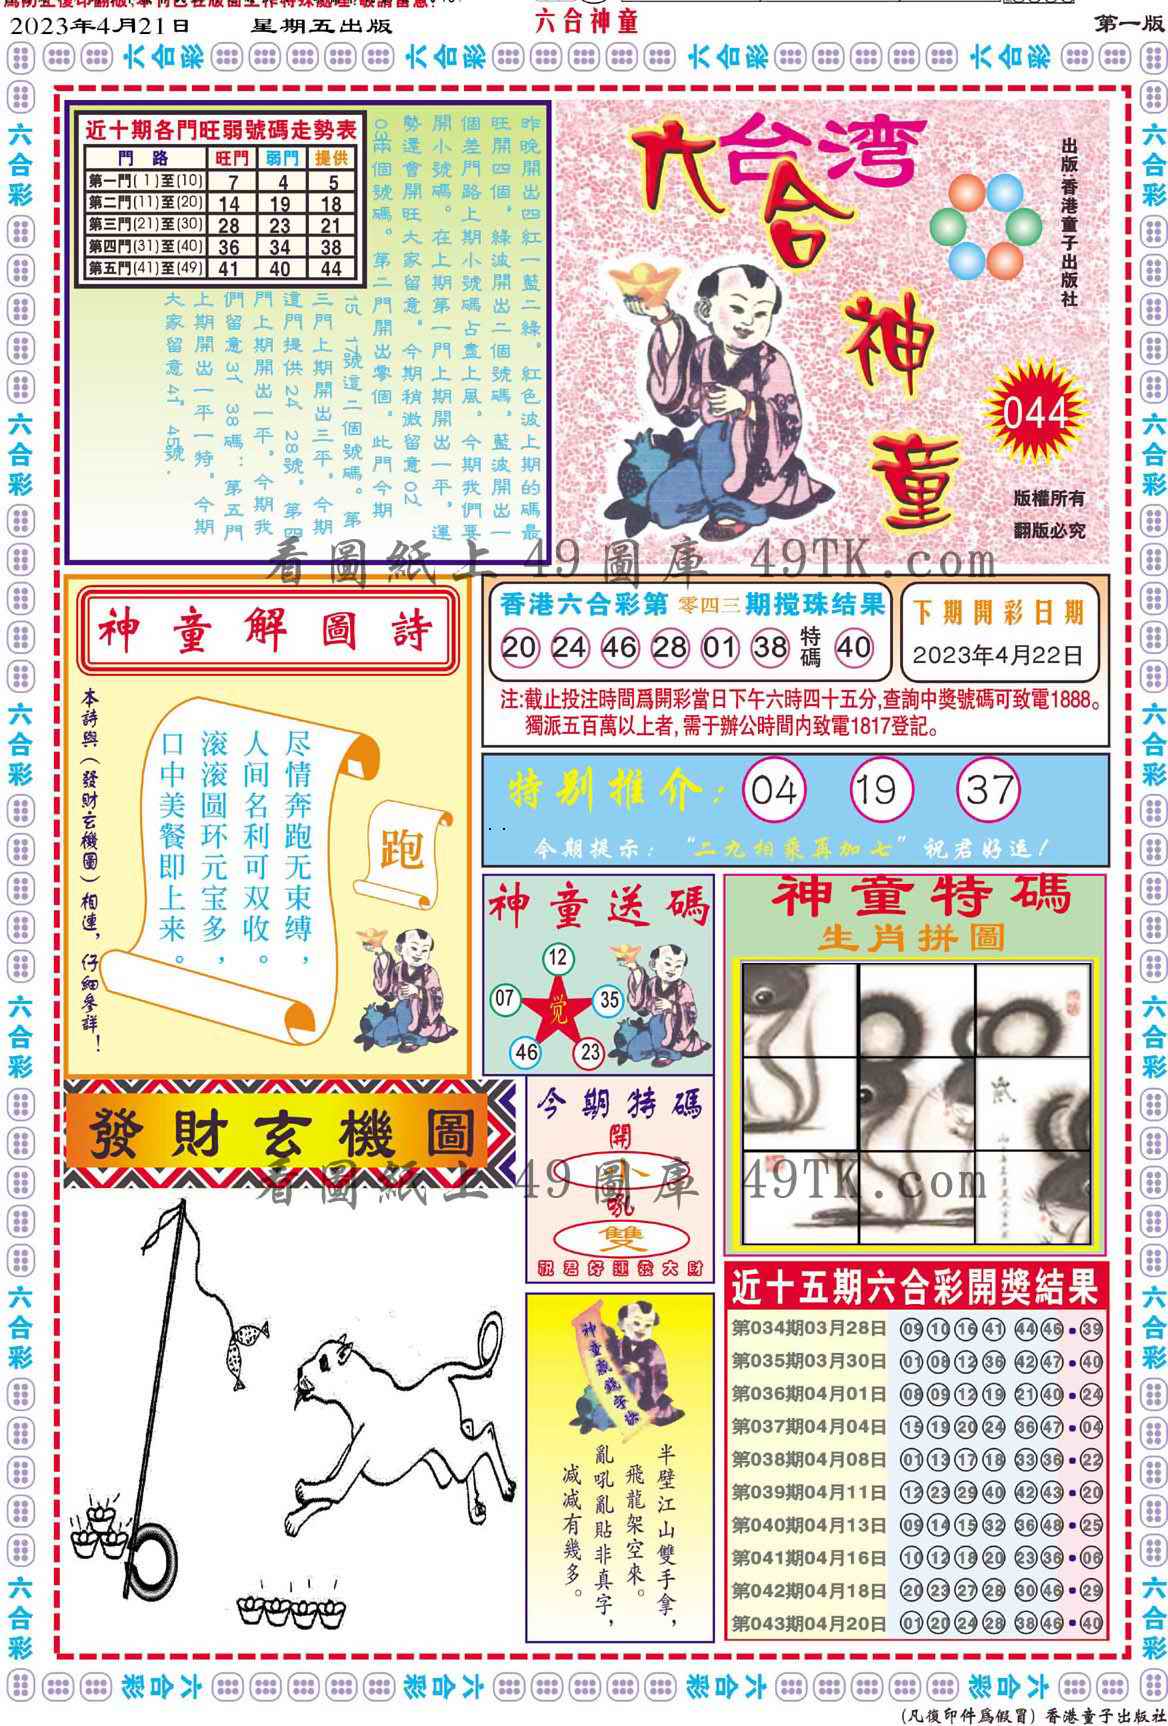 2023年4月21日
星期五出版
六合神童
第一版
近十期各門旺弱號碼走勢表
門 路 旺門 弱門 提供
第一門(1)至(10) 7 4 5
第二門(11)至(20) 14 19 18
第三門(21)至(30) 28 23 21
第四門(31)至(40) 36 34 38
第五門(41)至(49) 41 40 44
昨晚開出四紅一藍二綠。紅色波上期的碼最
旺開四個，綠波開出二個號碼，藍波開出一
個差門路上期小號碼占盡上風。今期我們要
開小號碼。在上期第一門上期開出一平，運
勢還會開旺大家留意。今期稍微留意02
03兩個號碼。第二門開出零個。此門今期
15、17號這二個號碼。第
三門上期開出三平。今期
這門提供24、28號。第四
門上期開出一平。今期我
們留意37、38碼；第五門
上期開出一平一特。今期
大家留意41、45號.
台湾
六合神童
出版:香港童子出版社
044
版權所有
翻版必究
看圖紙上49圖庫 49TK.com
神童解圖詩
本詩與(發財玄機圖)相連，仔細參詳!
尽情奔跑无束缚，
人间名利可双收。
滚滚圆环元宝多，
口中美餐即上来。
跑
香港六合彩第零四三期搅珠结果
20 24 46 28 01 38 特碼 40
下期開彩日期
2023年4月22日
注:截止投注時間爲開彩當日下午六時四十五分,查詢中獎號碼可致電1888。
獨派五百萬以上者,需于辦公時間内致電1817登記。
特别推介: 04 19 37
今期提示: “二九相乘再加七”祝君好运!
神童送碼
12
07 覚 35
46 23
神童特碼
生肖拼圖
鼠
發財玄機圖
今期特碼
開
小
吼
雙
祝君好運發大財
看圖紙上49圖庫 49TK.com
半壁江山雙手拿，
飛龍架空來。
亂吼亂貼非真字，
减减有幾多。
近十五期六合彩開獎結果
第034期03月28日 09 10 16 41 44 46 · 39
第035期03月30日 01 08 12 36 42 47 · 40
第036期04月01日 08 09 12 19 21 40 · 24
第037期04月04日 15 19 20 24 36 47 · 04
第038期04月08日 01 13 17 18 33 36 · 22
第039期04月11日 12 23 29 40 42 43 · 20
第040期04月13日 09 14 15 32 36 48 · 25
第041期04月16日 10 12 18 20 23 36 · 06
第042期04月18日 20 23 27 28 30 46 · 29
第043期04月20日 01 20 24 28 38 46 · 40
六合彩 六合彩 六合彩 六合彩
(凡復印件爲假冒) 香港童子出版社